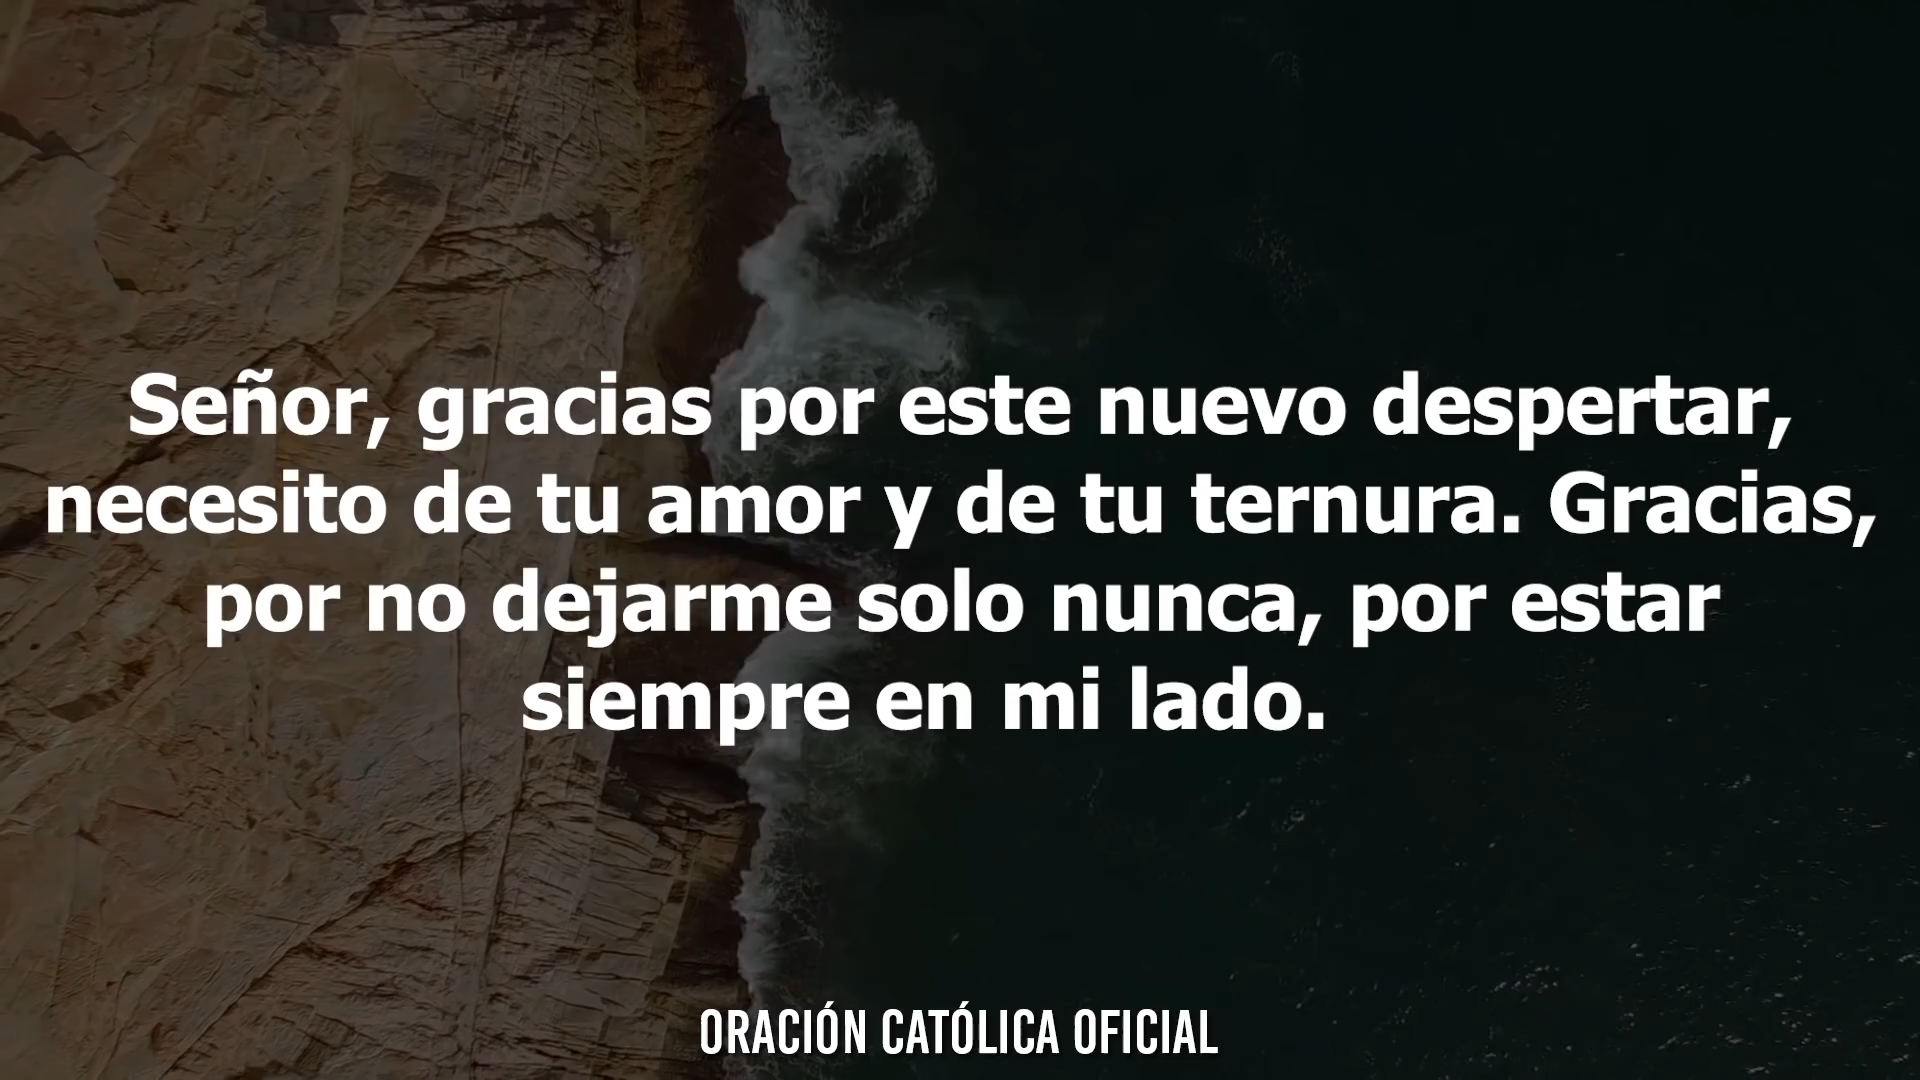 Señor, gracias por este nuevo despertar,
necesito de tu amor y de tu ternura. Gracias,
por no dejarme solo nunca, por estar
siempre en mi lado.
ORACIÓN CATÓLICA OFICIAL